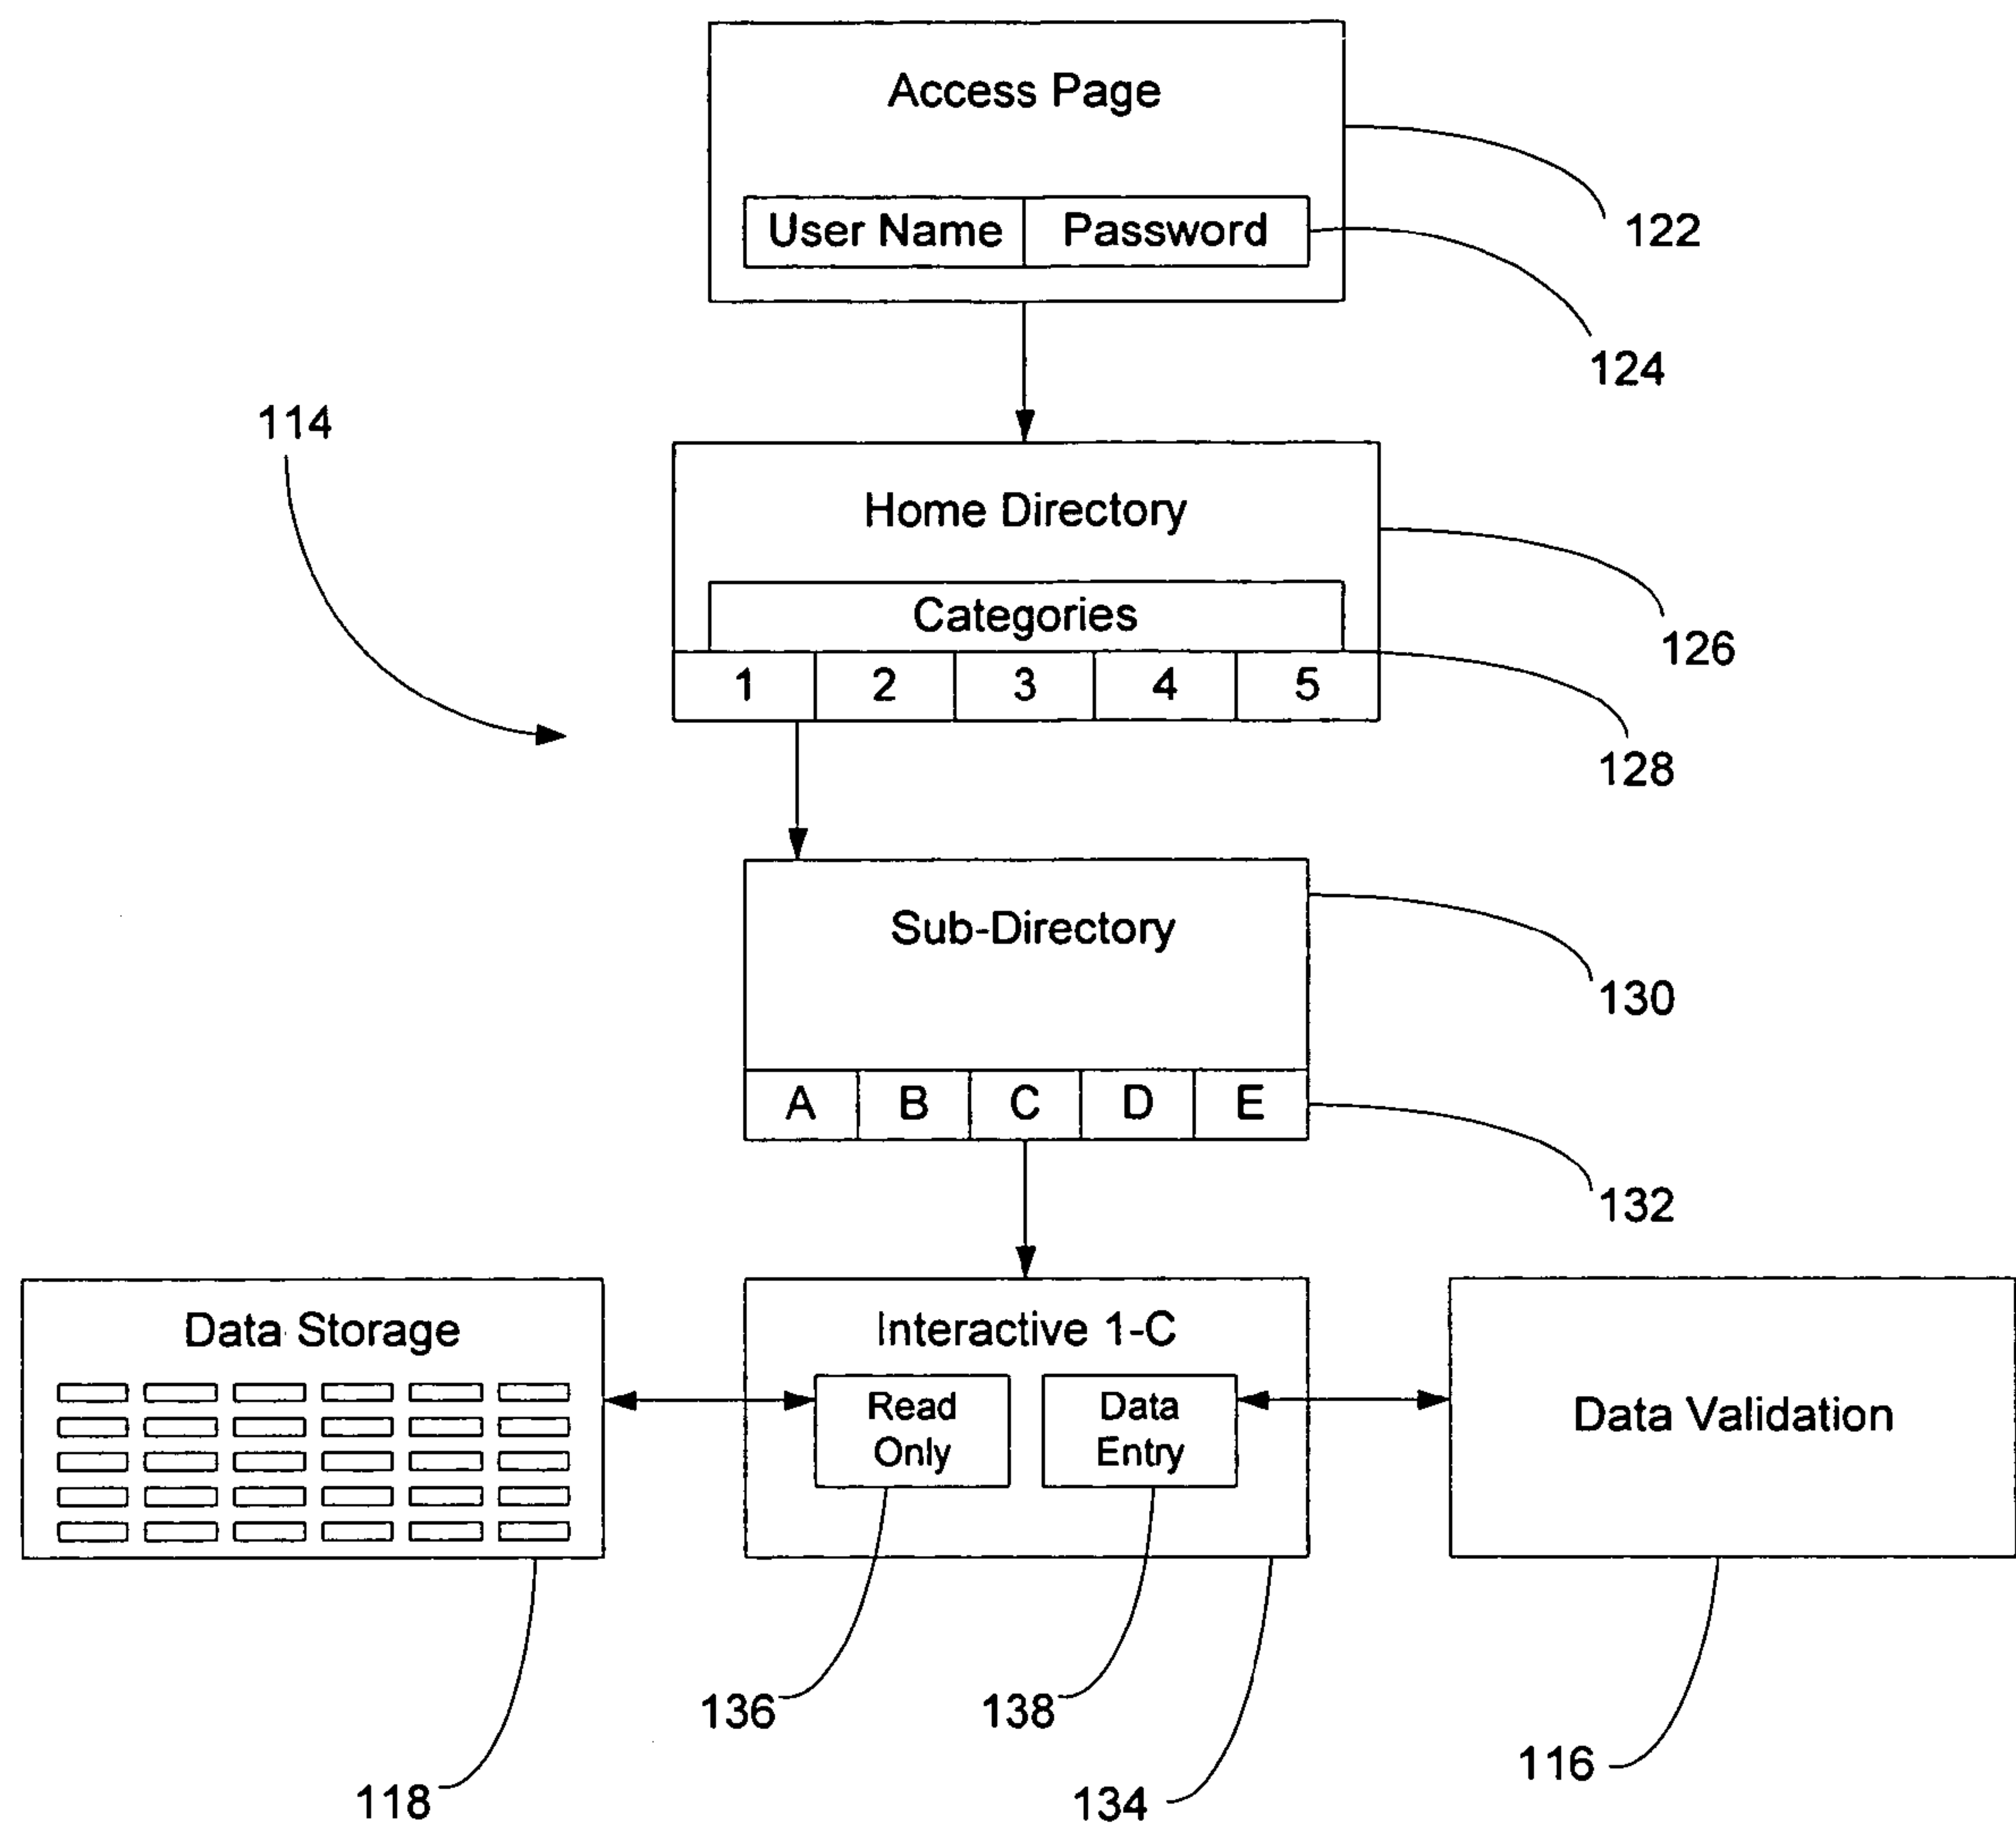 Access Page
User Name Password
122
124
114
Home Directory
Categories
126
1 2 3 4 5
128
Sub-Directory
130
A B C D E
132
Data Storage
Interactive 1-C
Read
Only
Data
Entry
Data Validation
136
138
116
118
134